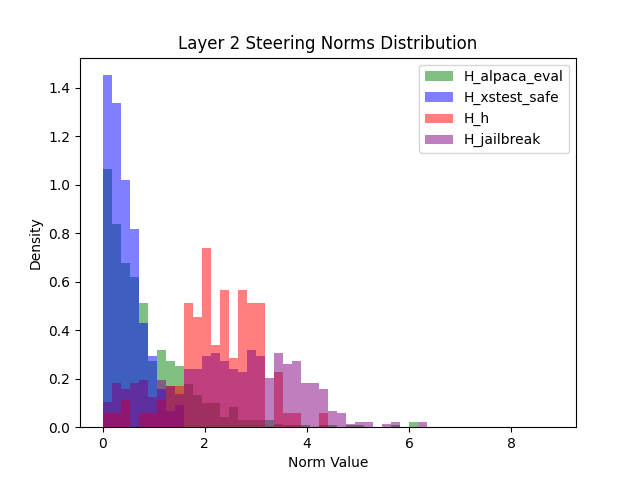 Layer 2 Steering Norms Distribution
H_alpaca_eval
H_xstest_safe
H_h
H_jailbreak
Density
1.4
1.2
1.0
0.8
0.6
0.4
0.2
0.0
0 2 4 6 8
Norm Value